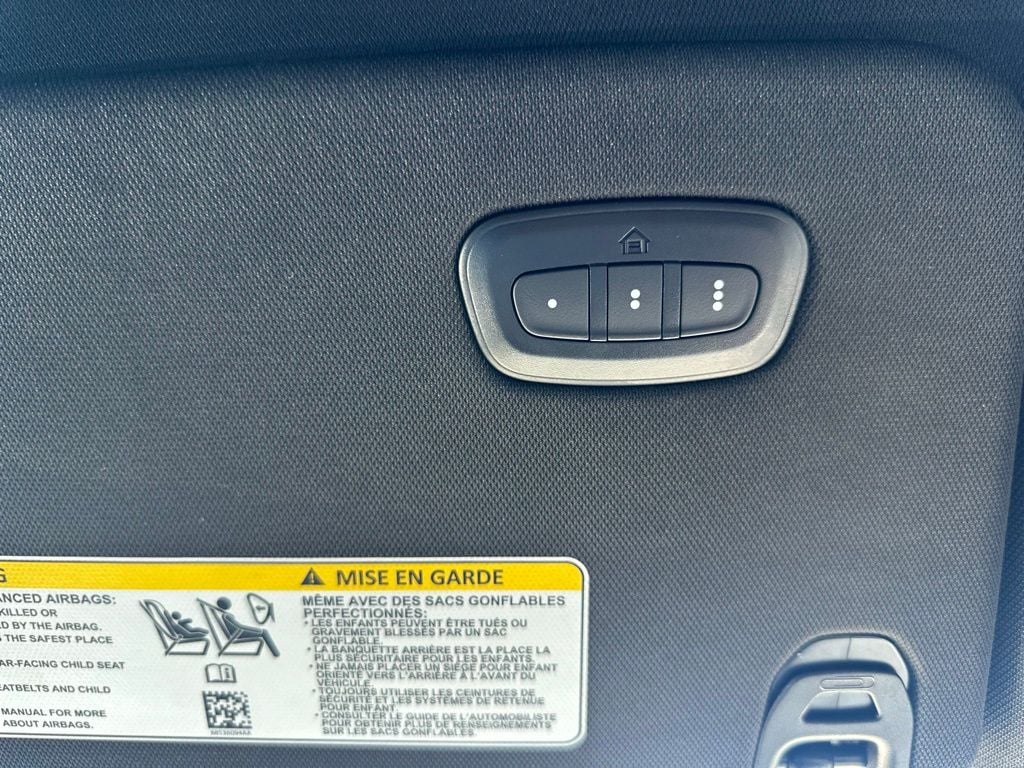 G
ANCED AIRBAGS:
KILLED OR
ED BY THE AIRBAG.
S THE SAFEST PLACE
AR-FACING CHILD SEAT
EATBELTS AND CHILD
MANUAL FOR MORE
ABOUT AIRBAGS.
MISE EN GARDE
MÊME AVEC DES SACS GONFLABLES
PERFECTIONNÉS:
• LES ENFANTS PEUVENT ÊTRE TUÉS OU
GRAVEMENT BLESSÉS PAR UN SAC
GONFLABLE.
• LA BANQUETTE ARRIÈRE EST LA PLACE LA
PLUS SÉCURITAIRE POUR LES ENFANTS.
• NE JAMAIS PLACER UN SIÈGE POUR ENFANT
ORIENTÉ VERS L'ARRIÈRE À L'AVANT DU
VÉHICULE.
• TOUJOURS UTILISER LES CEINTURES DE
SÉCURITÉ ET LES SYSTÈMES DE RETENUE
POUR ENFANT.
• CONSULTER LE GUIDE DE L'AUTOMOBILISTE
POUR OBTENIR PLUS DE RENSEIGNEMENTS
SUR LES SACS GONFLABLES.